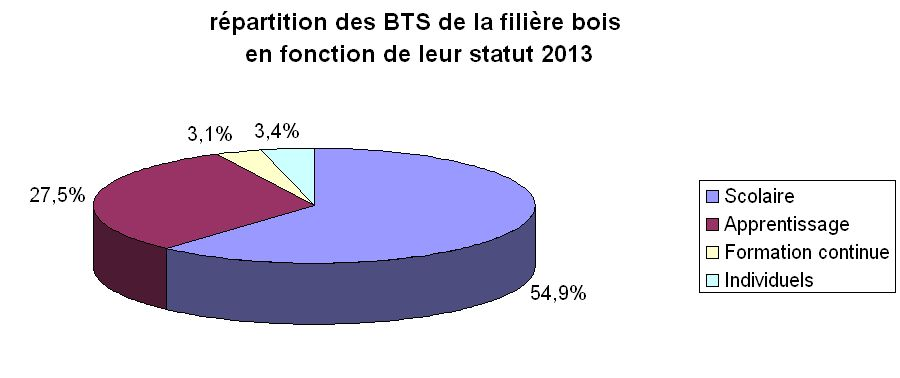 répartition des BTS de la filière bois
en fonction de leur statut 2013
3,1%
3,4%
27,5%
54,9%
Scolaire
Apprentissage
Formation continue
Individuels